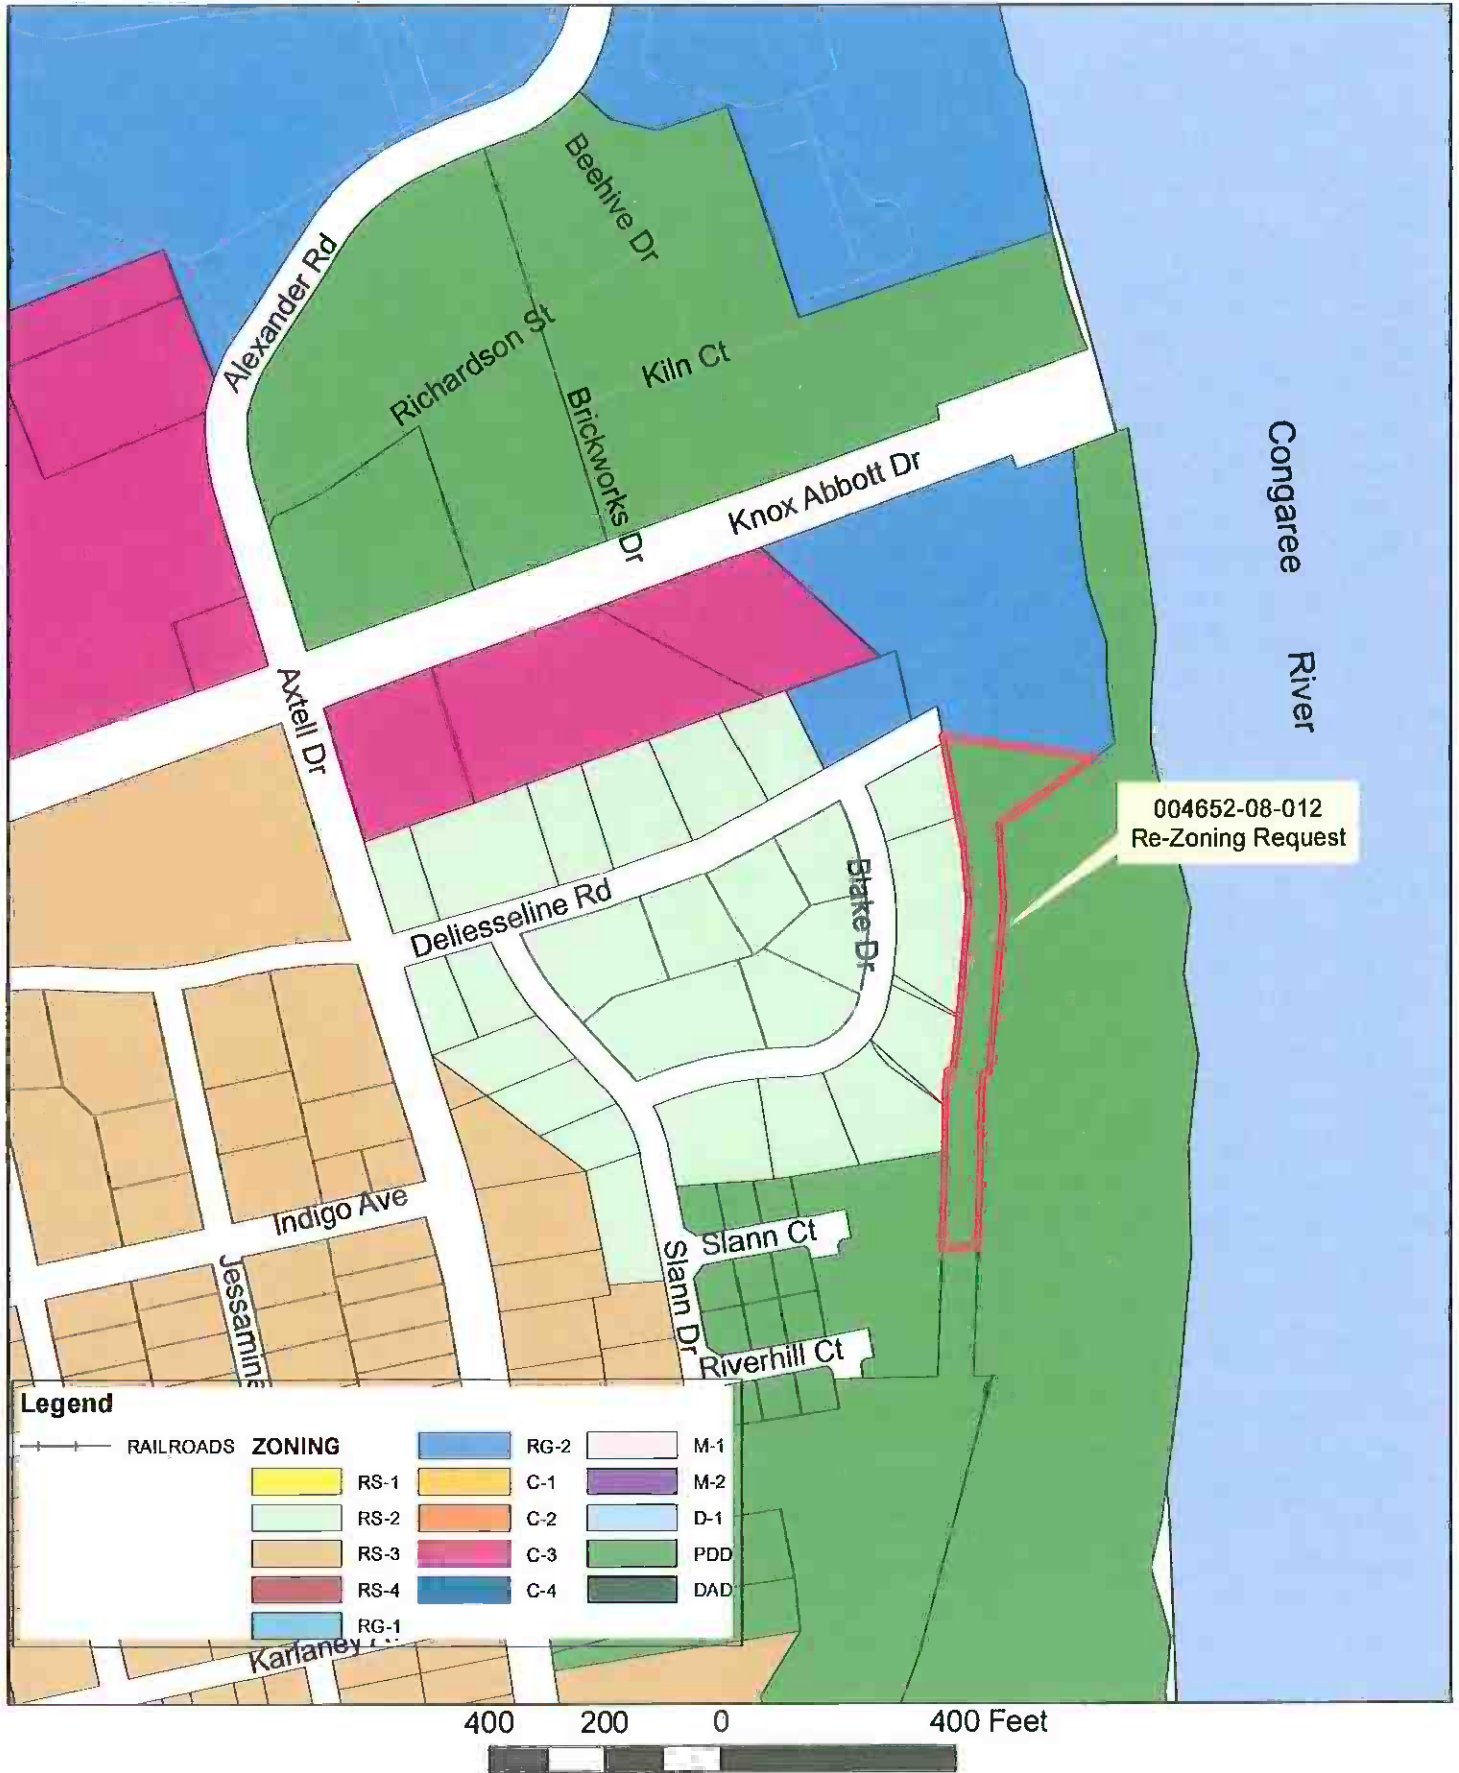 Beehive Dr
Alexander Rd
Richardson St
Kiln Ct
Brickworks Dr
Knox Abbott Dr
Congaree River
Axtell Dr
004652-08-012
Re-Zoning Request
Blake Dr
Deliesseline Rd
Indigo Ave
Slann Ct
Jessamine
Slann Dr
Riverhill Ct
Legend
RAILROADS
ZONING
RS-1
RS-2
RS-3
RS-4
RG-1
RG-2
C-1
C-2
C-3
C-4
M-1
M-2
D-1
PDD
DAD
Karlaney
400 200 0 400 Feet